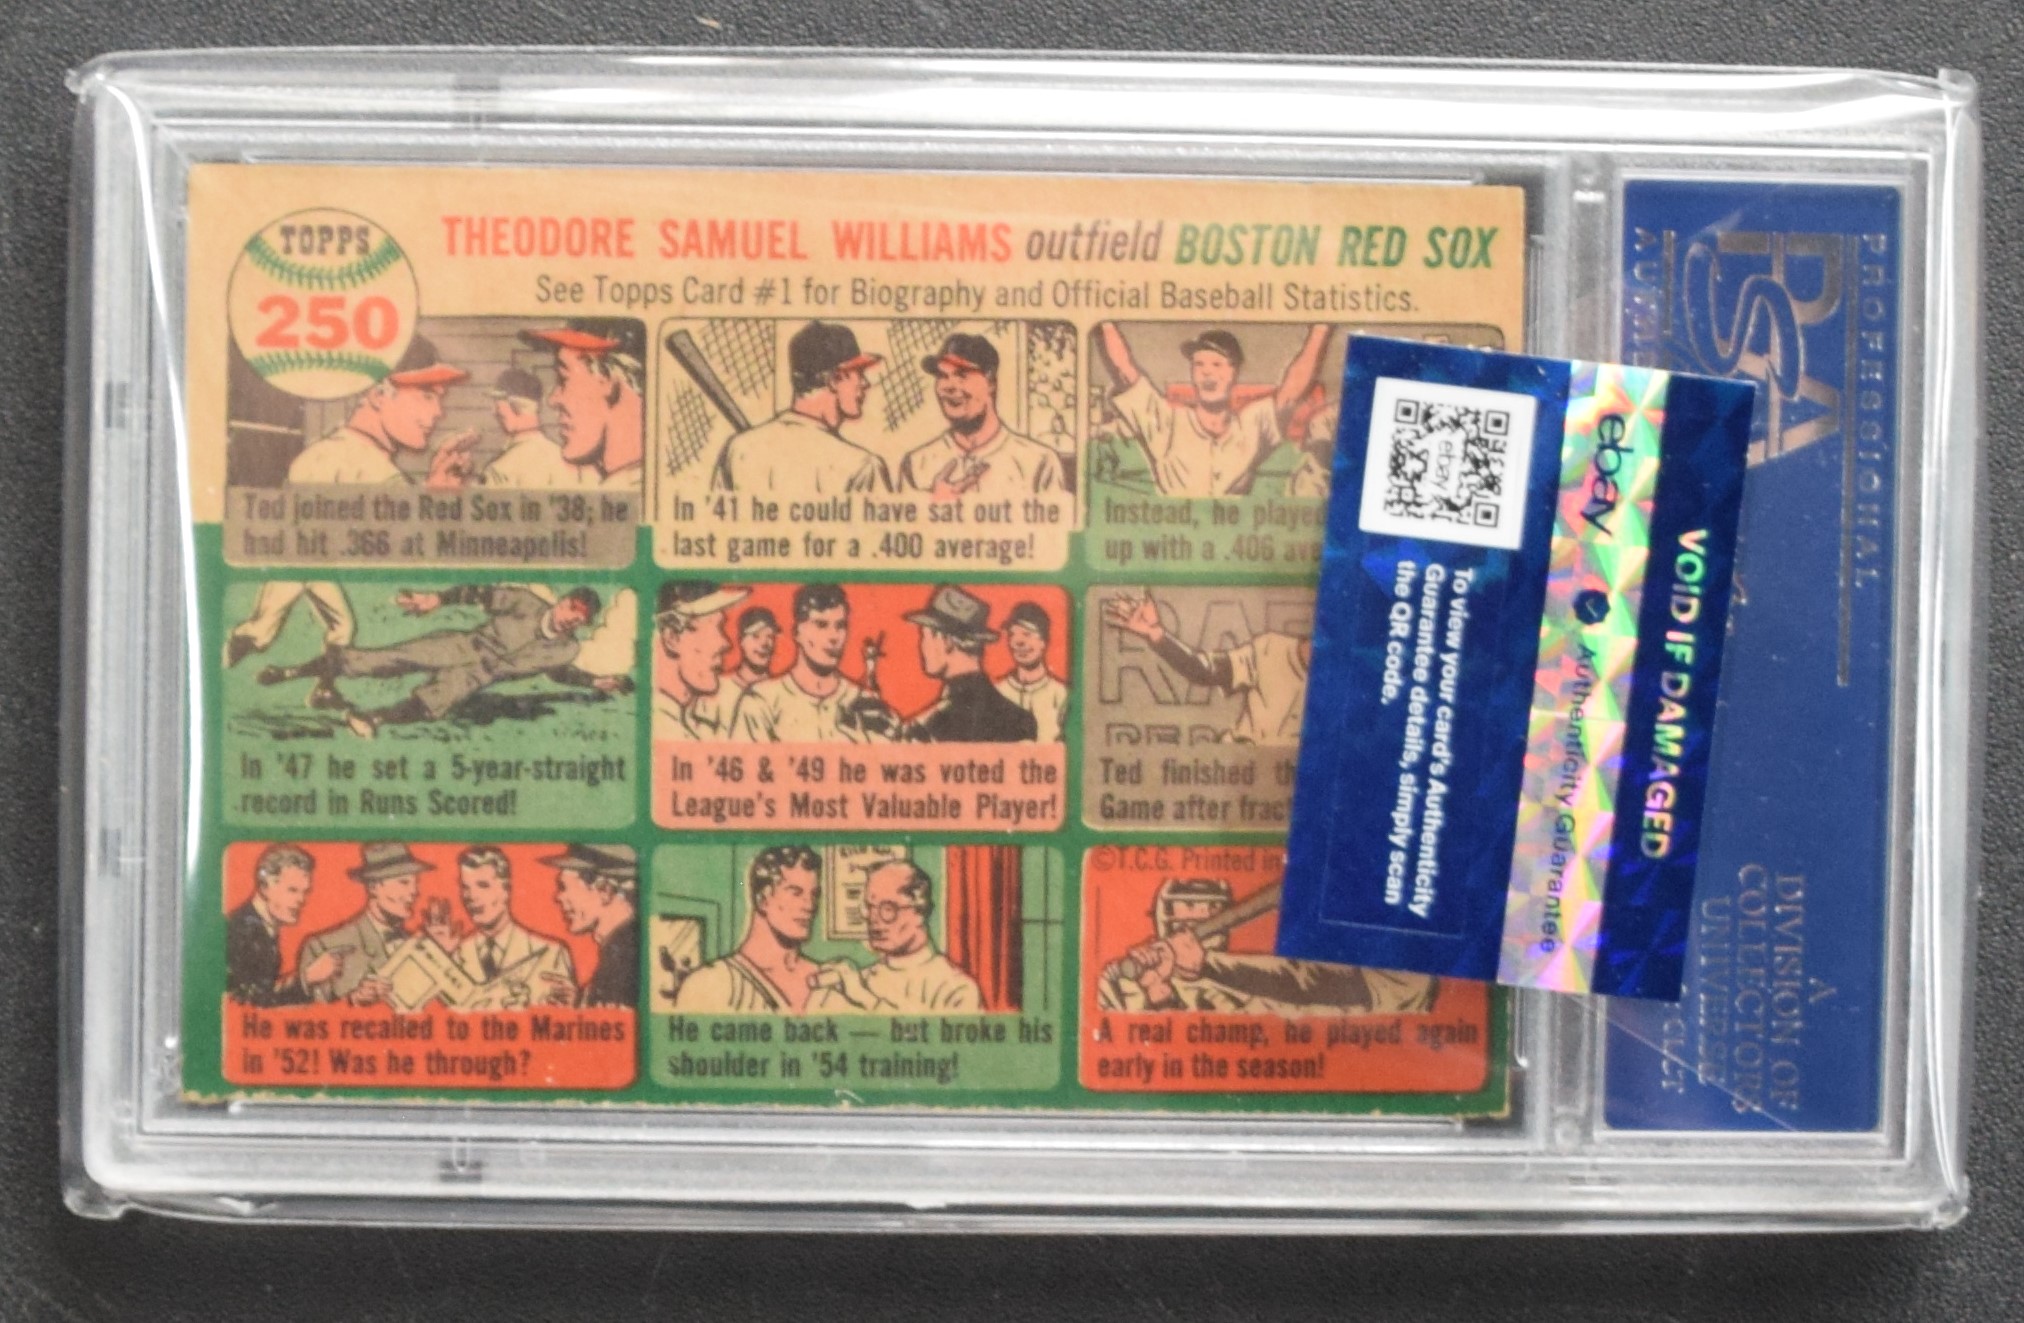 TOPPS
250
THEODORE SAMUEL WILLIAMS outfield BOSTON RED SOX
See Topps Card #1 for Biography and Official Baseball Statistics.
Ted joined the Red Sox in '38; he
had hit .366 at Minneapolis!
In '41 he could have sat out the
last game for a .400 average!
Instead, he played
up with a .406 ave
In '47 he set a 5-year-straight
record in Runs Scored!
In '46 & '49 he was voted the
League's Most Valuable Player!
Ted finished th
Game after frac
He was recalled to the Marines
in '52! Was he through?
He came back — but broke his
shoulder in '54 training!
©T.C.G. Printed in
A real champ, he played again
early in the season!
ebay
To view your card's Authenticity
Guarantee details, simply scan
the QR code.
ebay
Authenticity Guarantee
VOID IF DAMAGED
PSA
PROFESSIONAL
A
DIVISION OF
COLLECTORS
UNIVERSE